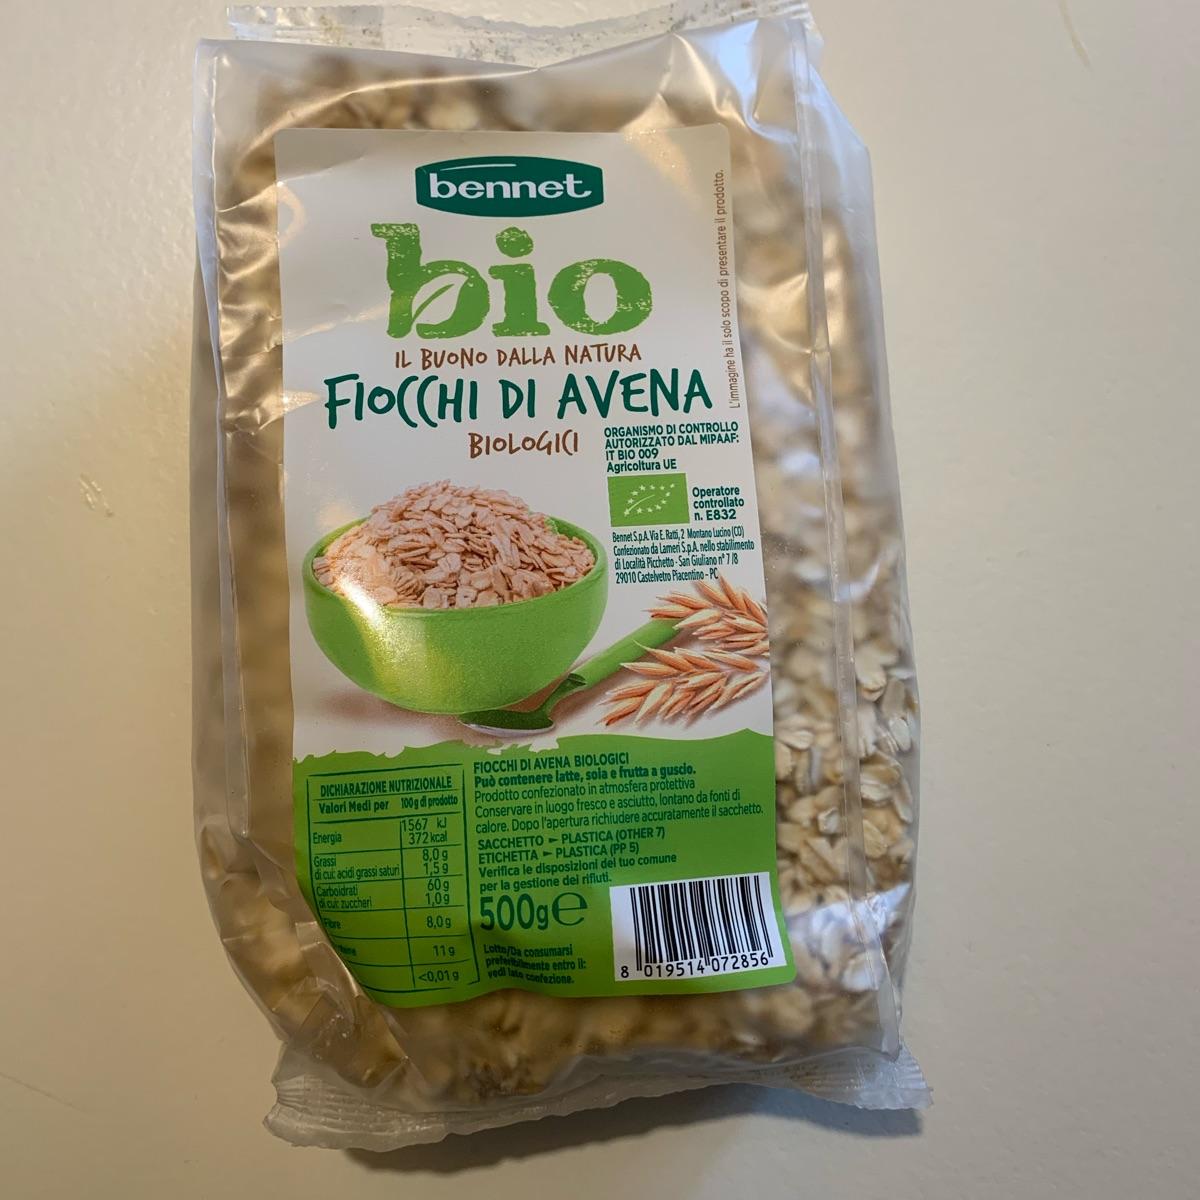 bennet
bio
IL BUONO DALLA NATURA
FIOCCHI DI AVENA
BIOLOGICI
L'immagine ha il solo scopo di presentare il prodotto.
ORGANISMO DI CONTROLLO
AUTORIZZATO DAL MIPAAF:
IT BIO 009
Agricoltura UE
Operatore
controllato
n. E832
Bennet S.p.A. Via E. Ratti, 2 Montano Lucino (CO)
Confezionato da Lameri S.p.A. nello stabilimento
di Località Picchetto - San Giuliano n° 7/8
29010 Castelvetro Piacentino - PC
DICHIARAZIONE NUTRIZIONALE
Valori Medi per 100 g di prodotto
Energia 1567 kJ
372 kcal
Grassi 8,0 g
di cui: acidi grassi saturi 1,5 g
Carboidrati 60 g
di cui: zuccheri 1,0 g
Fibre 8,0 g
11 g
<0,01 g
FIOCCHI DI AVENA BIOLOGICI
Può contenere latte, soia e frutta a guscio.
Prodotto confezionato in atmosfera protettiva
Conservare in luogo fresco e asciutto, lontano da fonti di
calore. Dopo l'apertura richiudere accuratamente il sacchetto.
SACCHETTO ► PLASTICA (OTHER 7)
ETICHETTA ► PLASTICA (PP 5)
Verifica le disposizioni del tuo comune
per la gestione dei rifiuti.
500g e
Lotto/Da consumarsi
preferibilmente entro il:
vedi lato confezione.
8 019514 072856